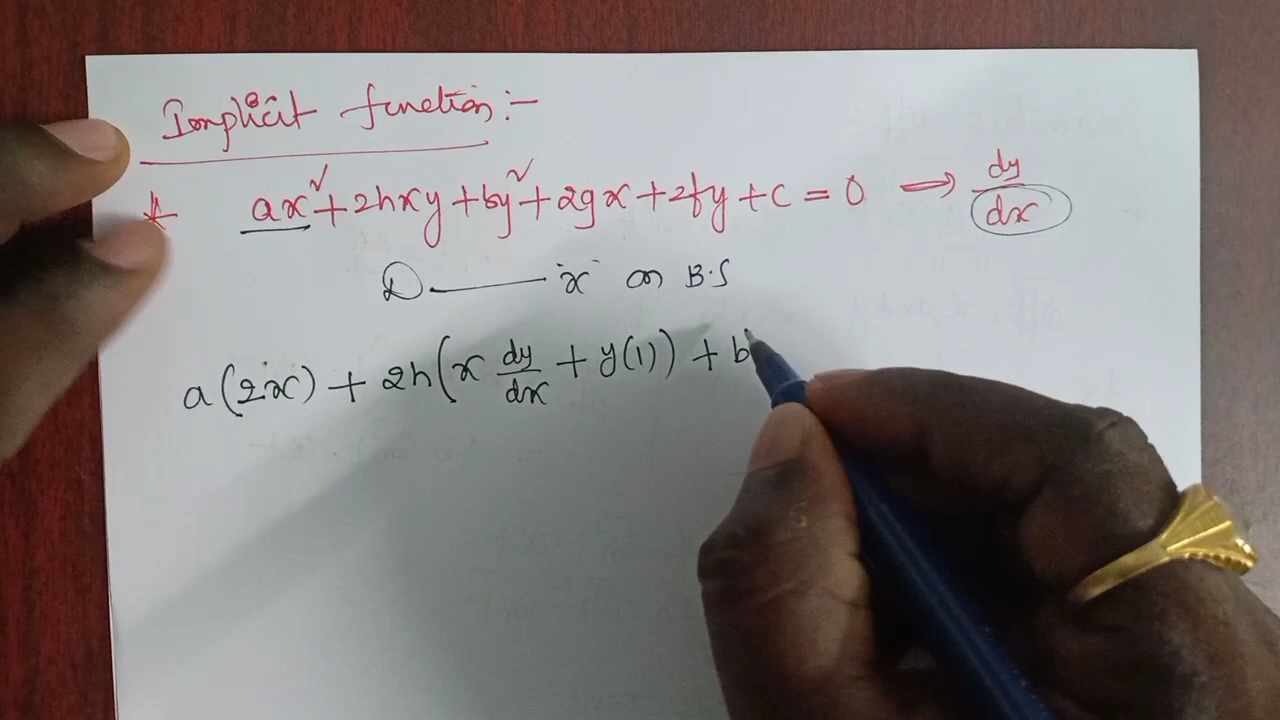 Implicit function:-
* ax² + 2hxy + by² + 2gx + 2fy + c = 0 ⇒ dy/dx
D——"x" on B.S
a(2x) + 2h(x dy/dx + y(1)) + b